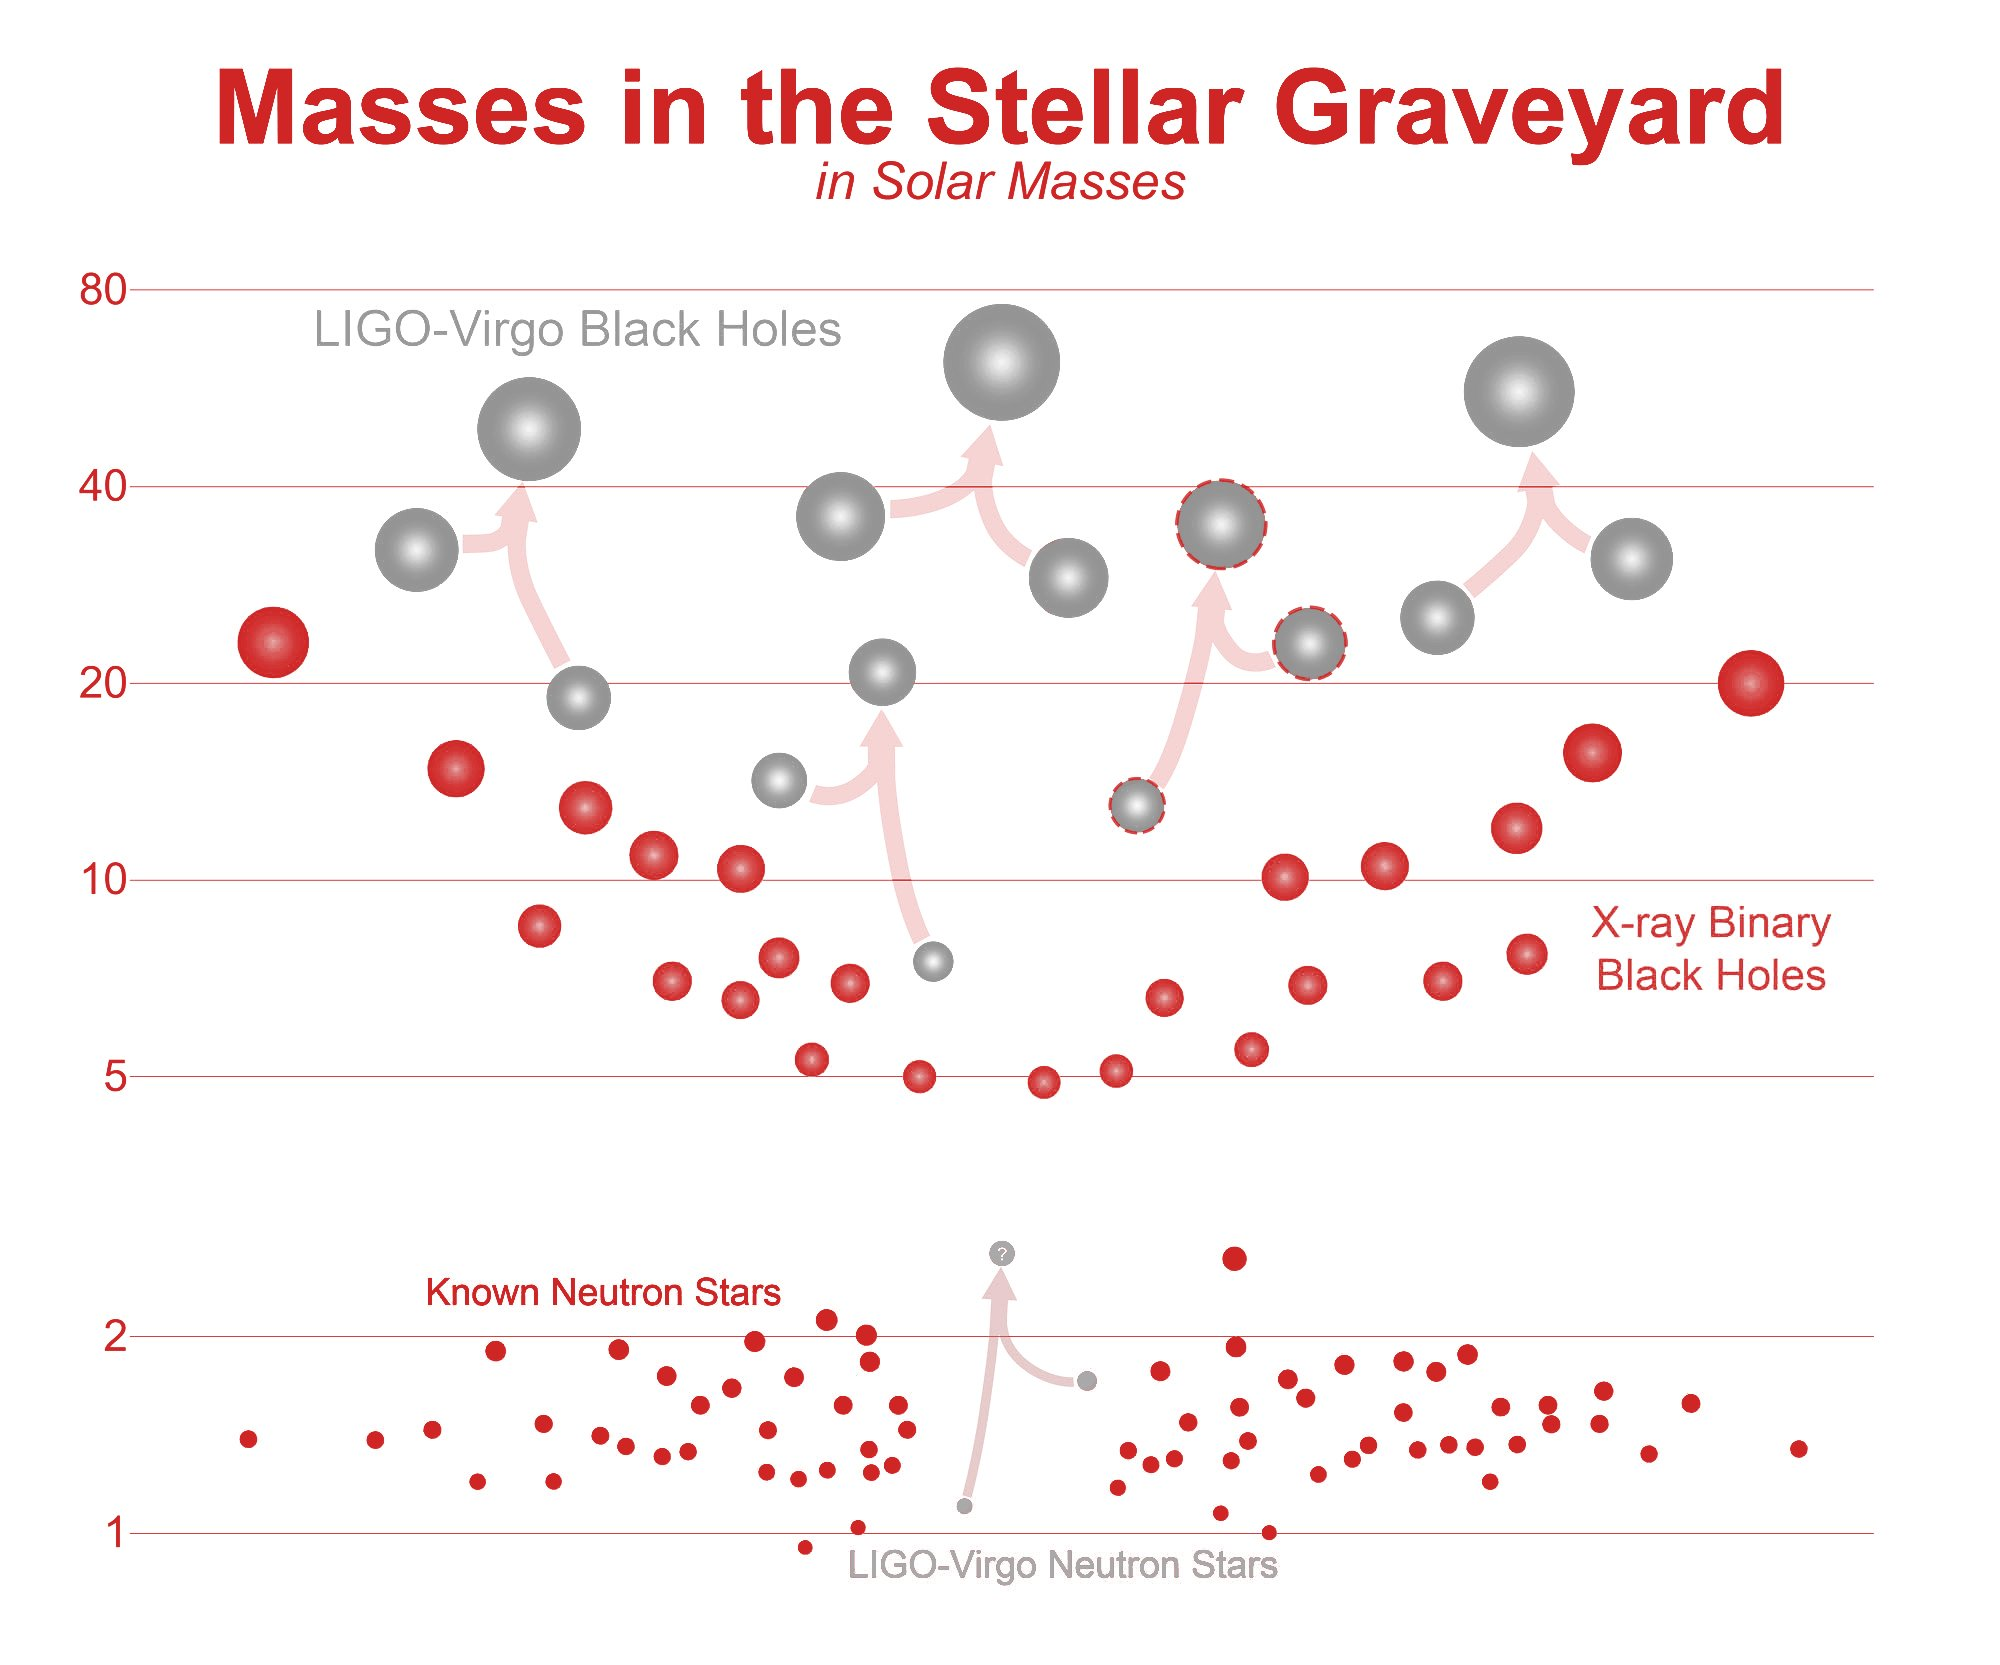 Masses in the Stellar Graveyard
in Solar Masses
80
LIGO-Virgo Black Holes
40
20
10
X-ray Binary
Black Holes
5
?
Known Neutron Stars
2
1
LIGO-Virgo Neutron Stars